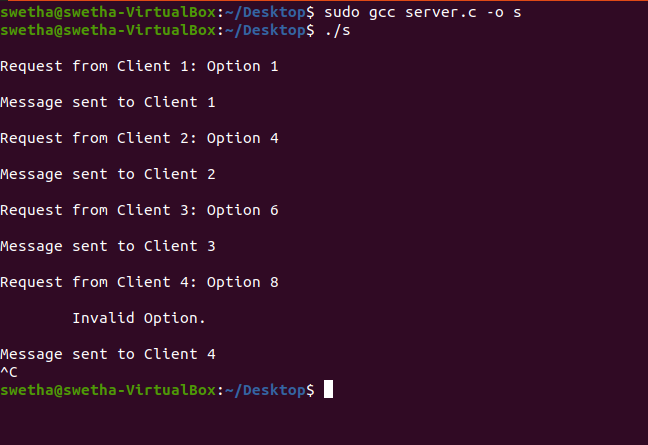 swetha@swetha-VirtualBox:~/Desktop$ sudo gcc server.c -o s
swetha@swetha-VirtualBox:~/Desktop$ ./s
Request from Client 1: Option 1
Message sent to Client 1
Request from Client 2: Option 4
Message sent to Client 2
Request from Client 3: Option 6
Message sent to Client 3
Request from Client 4: Option 8
Invalid Option.
Message sent to Client 4
^C
swetha@swetha-VirtualBox:~/Desktop$